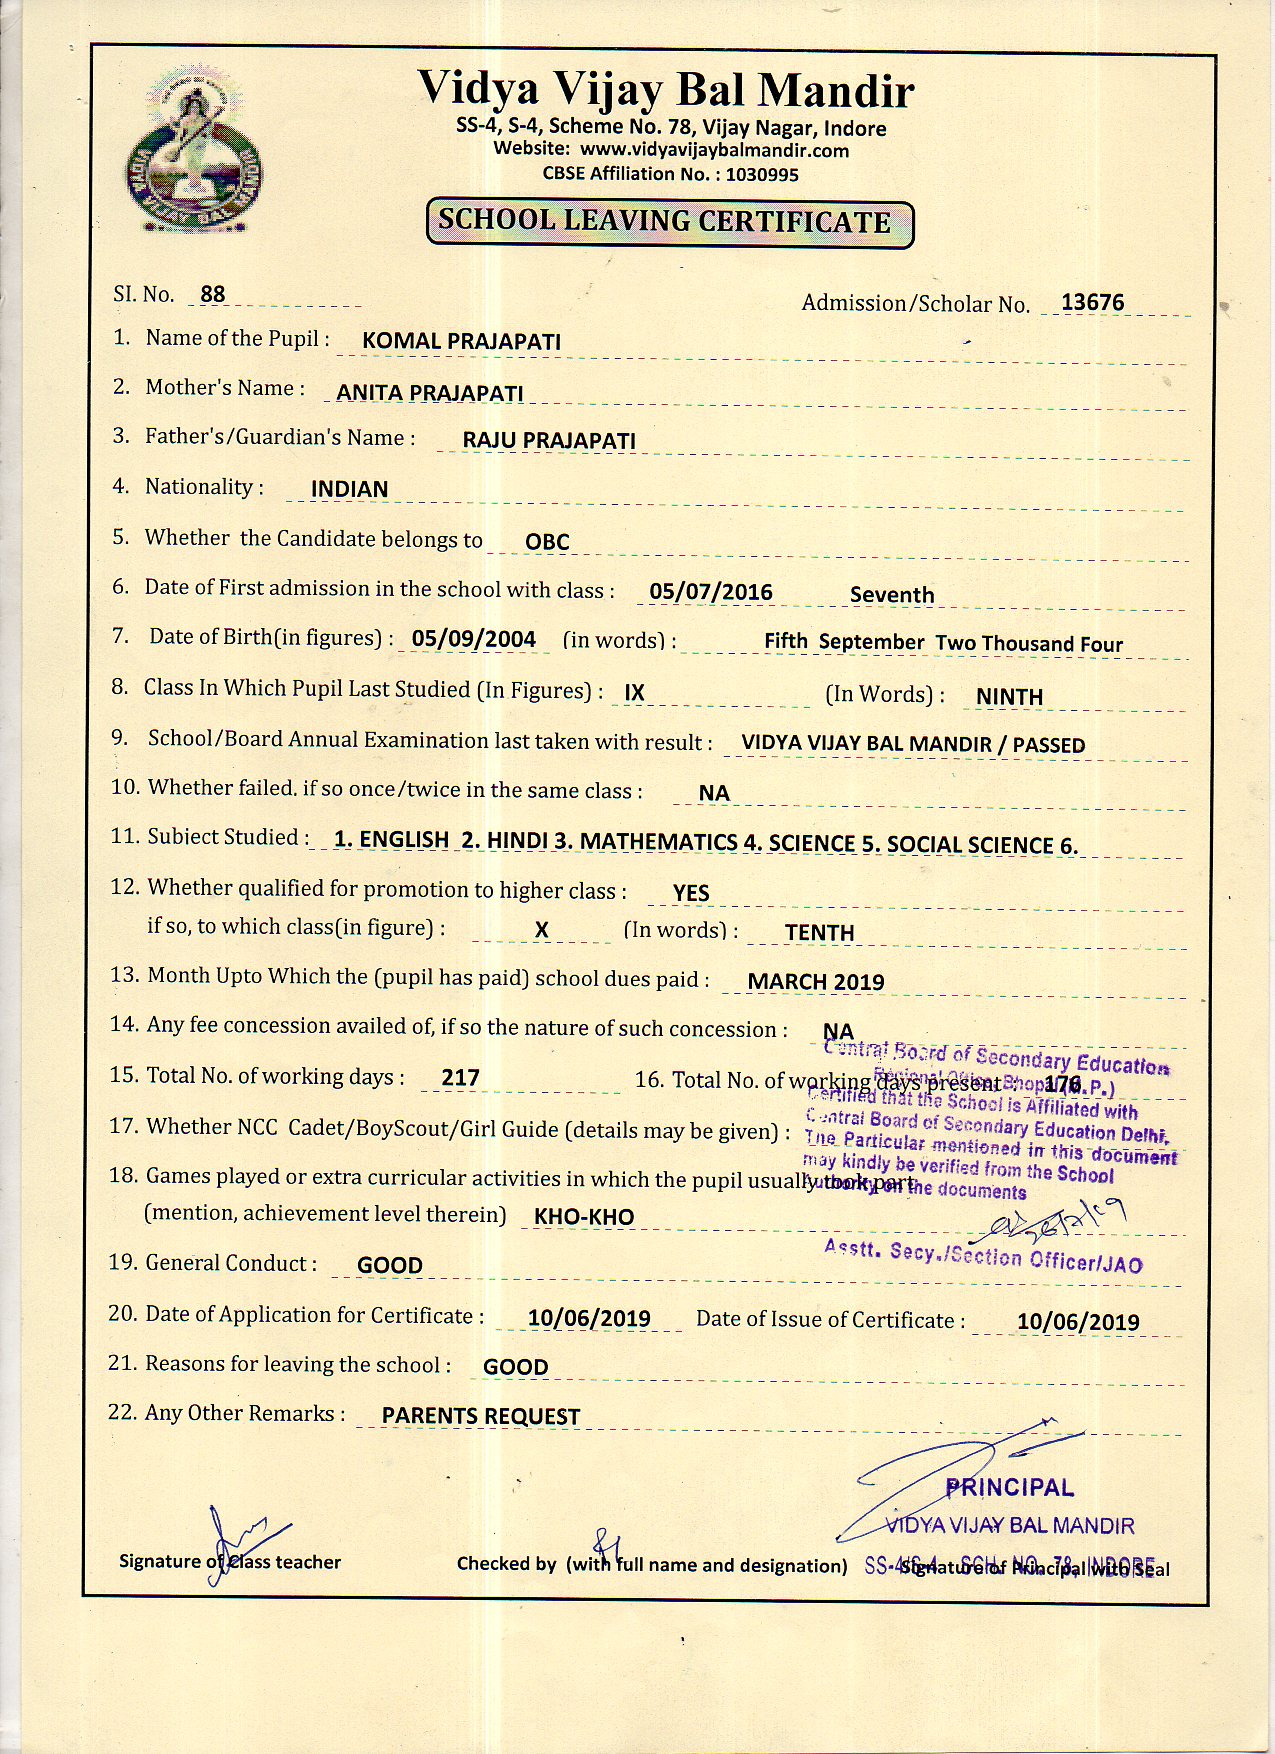 Vidya Vijay Bal Mandir
SS-4, S-4, Scheme No. 78, Vijay Nagar, Indore
Website: www.vidyavijaybalmandir.com
CBSE Affiliation No. : 1030995
SCHOOL LEAVING CERTIFICATE
SI. No. 88 Admission/Scholar No. 13676
1. Name of the Pupil : KOMAL PRAJAPATI
2. Mother's Name : ANITA PRAJAPATI
3. Father's/Guardian's Name : RAJU PRAJAPATI
4. Nationality : INDIAN
5. Whether the Candidate belongs to OBC
6. Date of First admission in the school with class : 05/07/2016 Seventh
7. Date of Birth(in figures) : 05/09/2004 (in words) : Fifth September Two Thousand Four
8. Class In Which Pupil Last Studied (In Figures) : IX (In Words) : NINTH
9. School/Board Annual Examination last taken with result : VIDYA VIJAY BAL MANDIR / PASSED
10. Whether failed. if so once/twice in the same class : NA
11. Subject Studied : 1. ENGLISH 2. HINDI 3. MATHEMATICS 4. SCIENCE 5. SOCIAL SCIENCE 6.
12. Whether qualified for promotion to higher class : YES
if so, to which class(in figure) : X (In words) : TENTH
13. Month Upto Which the (pupil has paid) school dues paid : MARCH 2019
14. Any fee concession availed of, if so the nature of such concession : NA
15. Total No. of working days : 217 16. Total No. of working days present : 176
17. Whether NCC Cadet/BoyScout/Girl Guide (details may be given) :
18. Games played or extra curricular activities in which the pupil usually took part
(mention, achievement level therein) KHO-KHO
Central Board of Secondary Education
Regional Office Bhopal (M.P.)
Certified that the School is Affiliated with
Central Board of Secondary Education Delhi,
The Particular mentioned in this document
may kindly be verified from the School
Authority on the documents
Asstt. Secy./Section Officer/JAO
19. General Conduct : GOOD
20. Date of Application for Certificate : 10/06/2019 Date of Issue of Certificate : 10/06/2019
21. Reasons for leaving the school : GOOD
22. Any Other Remarks : PARENTS REQUEST
PRINCIPAL
VIDYA VIJAY BAL MANDIR
SS-4/S-4 SCH. NO. 78, INDORE
Signature of Class teacher Checked by (with full name and designation) Signature of Principal with Seal